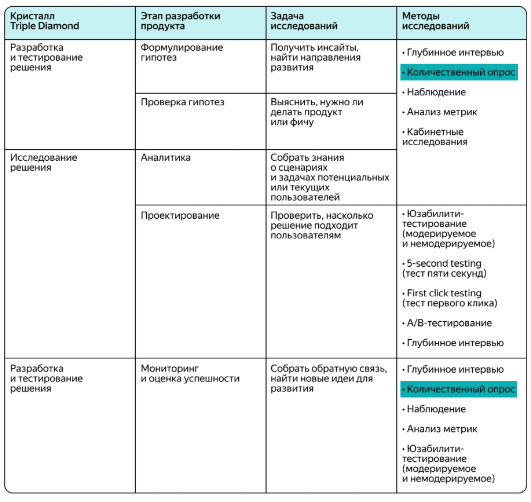 Кристалл
Triple Diamond
Этап разработки
продукта
Задача
исследований
Методы
исследований
Разработка
и тестирование
решения
Формулирование
гипотез
Получить инсайты,
найти направления
развития
• Глубинное интервью
• Количественный опрос
• Наблюдение
• Анализ метрик
• Кабинетные
исследования
Проверка гипотез
Выяснить, нужно ли
делать продукт
или фичу
Исследование
решения
Аналитика
Собрать знания
о сценариях
и задачах потенциальных
или текущих
пользователей
Проектирование
Проверить, насколько
решение подходит
пользователям
• Юзабилити-
тестирование
(модерируемое
и немодерируемое)
• 5-second testing
(тест пяти секунд)
• First click testing
(тест первого клика)
• A/B-тестирование
• Глубинное интервью
Разработка
и тестирование
решения
Мониторинг
и оценка успешности
Собрать обратную связь,
найти новые идеи для
развития
• Глубинное интервью
• Количественный опрос
• Наблюдение
• Анализ метрик
• Юзабилити-
тестирование
(модерируемое
и немодерируемое)